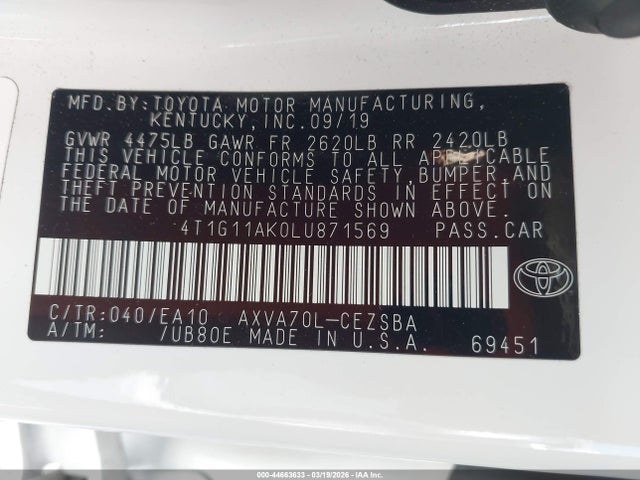 MFD. BY: TOYOTA MOTOR MANUFACTURING,
KENTUCKY, INC. 09/19
GVWR 4475LB GAWR FR 2620LB RR 2420LB
THIS VEHICLE CONFORMS TO ALL APPLICABLE
FEDERAL MOTOR VEHICLE SAFETY, BUMPER, AND
THEFT PREVENTION STANDARDS IN EFFECT ON
THE DATE OF MANUFACTURE SHOWN ABOVE.
4T1G11AK0LU871569 PASS.CAR
C/TR: 040/EA10 AXVA70L-CEZSBA
A/TM: /UB80E MADE IN U.S.A. 69451
000-44663633 - 03/19/2026 - IAAI.CA